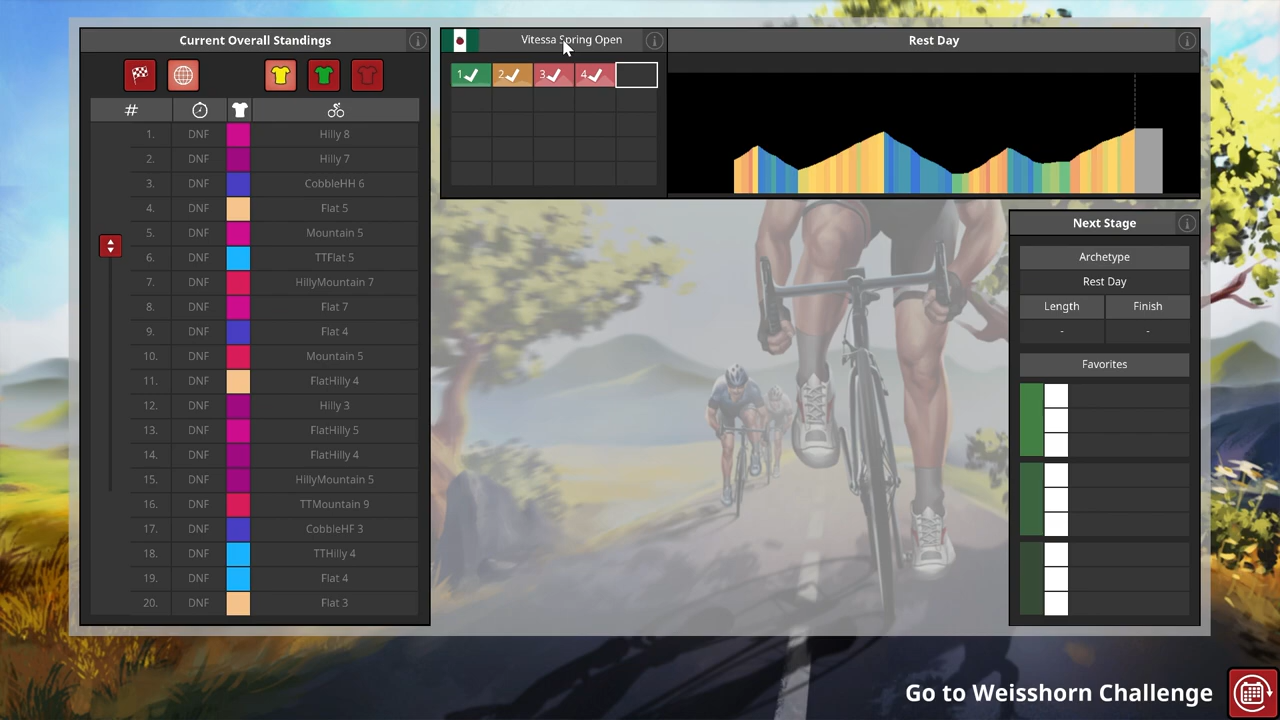 Current Overall Standings
#
1. DNF Hilly 8
2. DNF Hilly 7
3. DNF CobbleHH 6
4. DNF Flat 5
5. DNF Mountain 5
6. DNF TTFlat 5
7. DNF HillyMountain 7
8. DNF Flat 7
9. DNF Flat 4
10. DNF Mountain 5
11. DNF FlatHilly 4
12. DNF Hilly 3
13. DNF FlatHilly 5
14. DNF FlatHilly 4
15. DNF HillyMountain 5
16. DNF TTMountain 9
17. DNF CobbleHF 3
18. DNF TTHilly 4
19. DNF Flat 4
20. DNF Flat 3
Vitessa Spring Open
1 2 3 4
Rest Day
Next Stage
Archetype
Rest Day
Length Finish
- -
Favorites
Go to Weisshorn Challenge